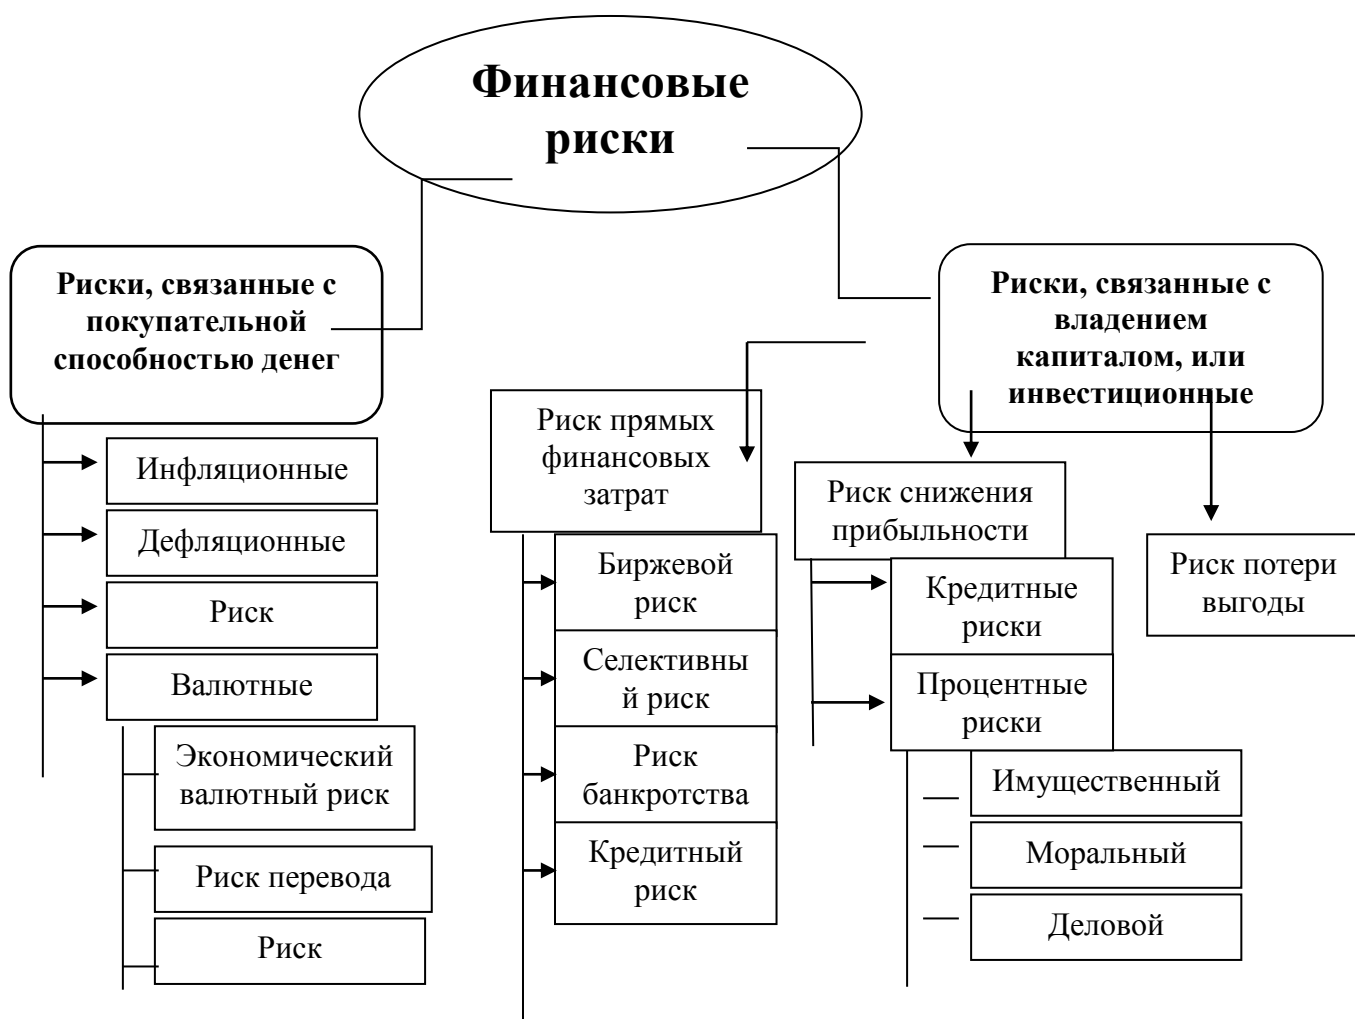 Финансовые
риски
Риски, связанные с
покупательной
способностью денег
Риски, связанные с
владением
капиталом, или
инвестиционные
Инфляционные
Дефляционные
Риск
Валютные
Экономический
валютный риск
Риск перевода
Риск
Риск прямых
финансовых
затрат
Биржевой
риск
Селективны
й риск
Риск
банкротства
Кредитный
риск
Риск снижения
прибыльности
Кредитные
риски
Процентные
риски
Имущественный
Моральный
Деловой
Риск потери
выгоды